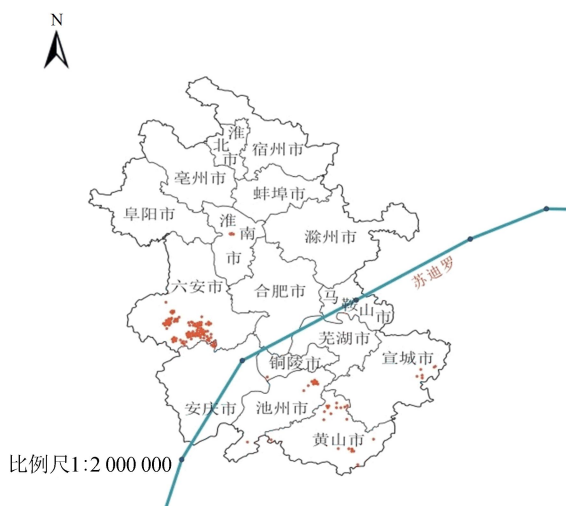 N
淮北市
宿州市
亳州市
蚌埠市
阜阳市
淮南市
滁州市
六安市
合肥市
马鞍山市
苏迪罗
芜湖市
铜陵市
宣城市
安庆市
池州市
黄山市
比例尺1:2 000 000